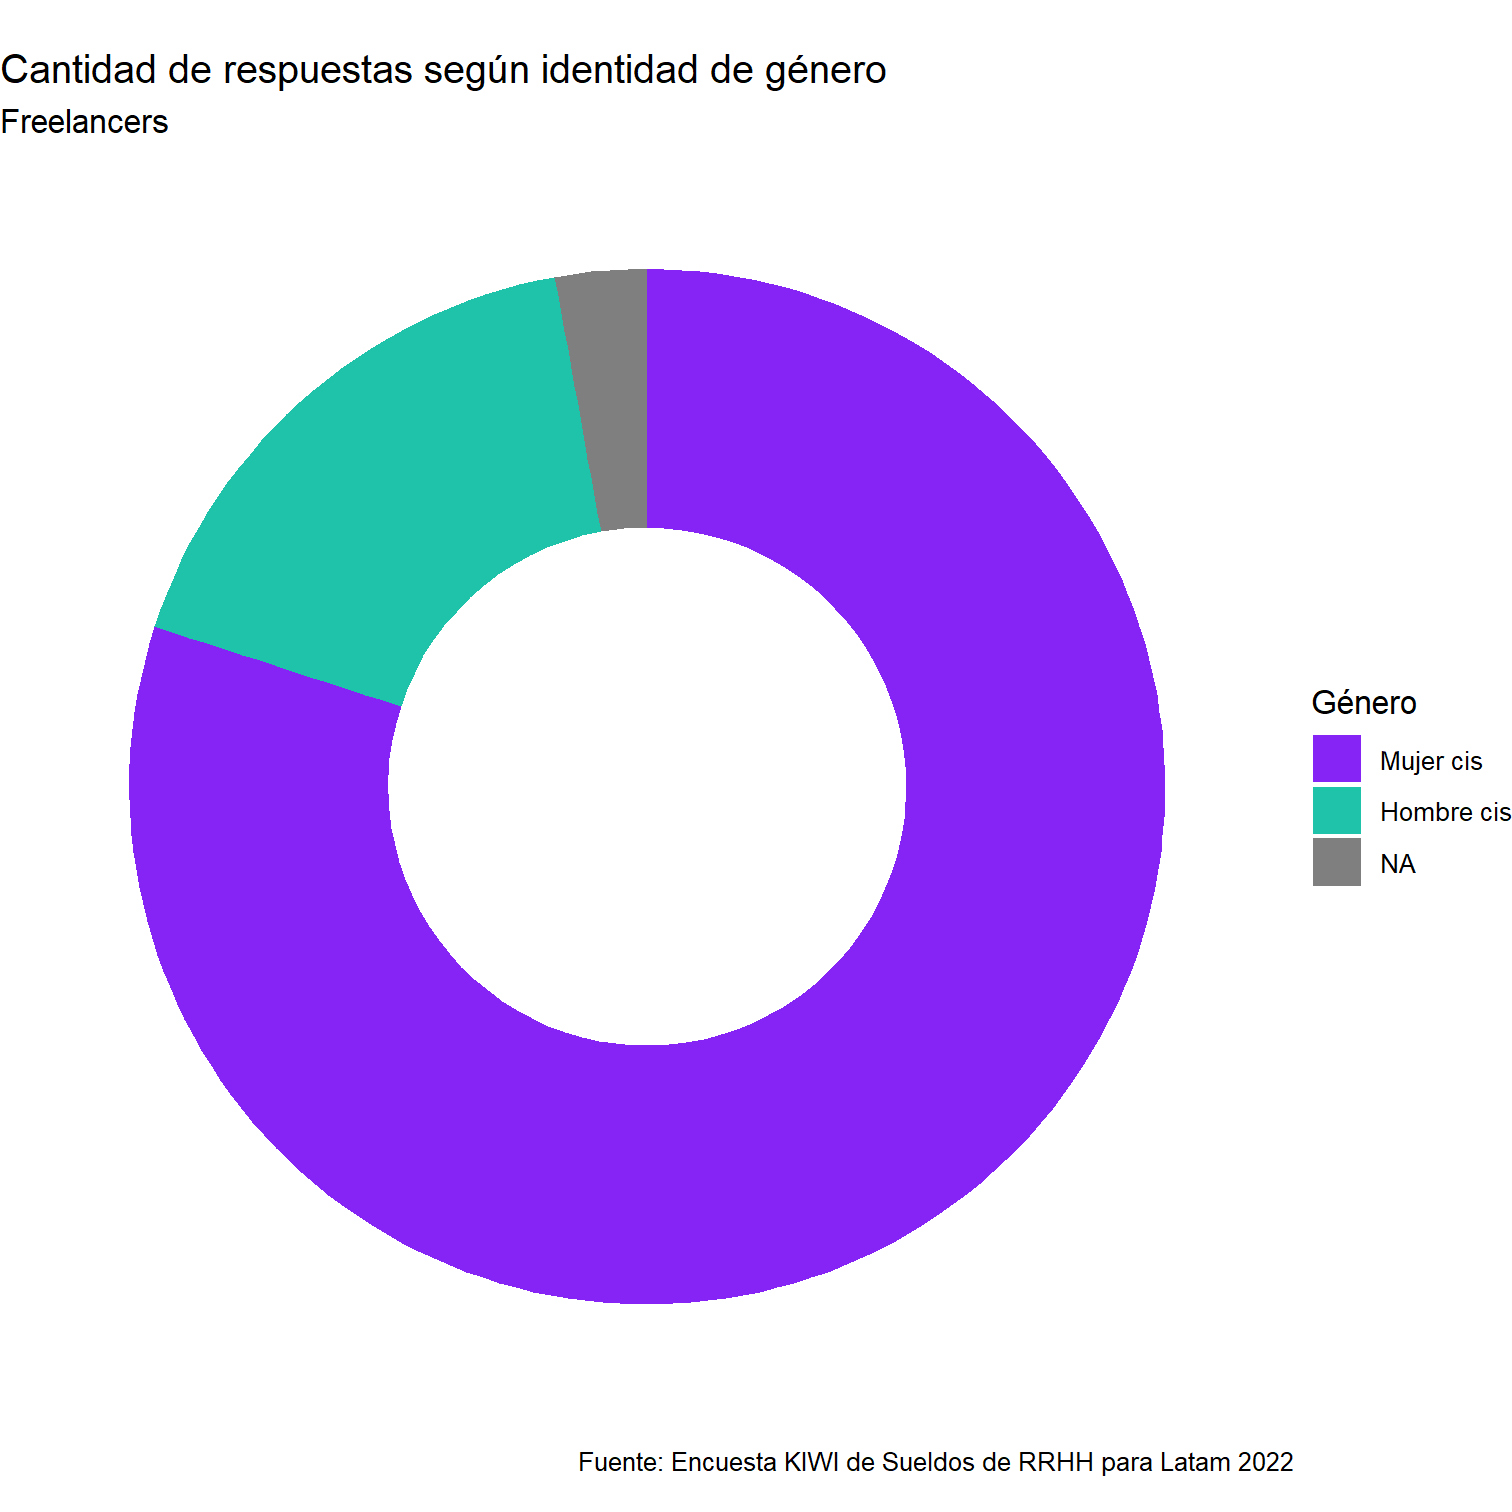 Cantidad de respuestas según identidad de género
Freelancers
Género
Mujer cis
Hombre cis
NA
Fuente: Encuesta KIWI de Sueldos de RRHH para Latam 2022